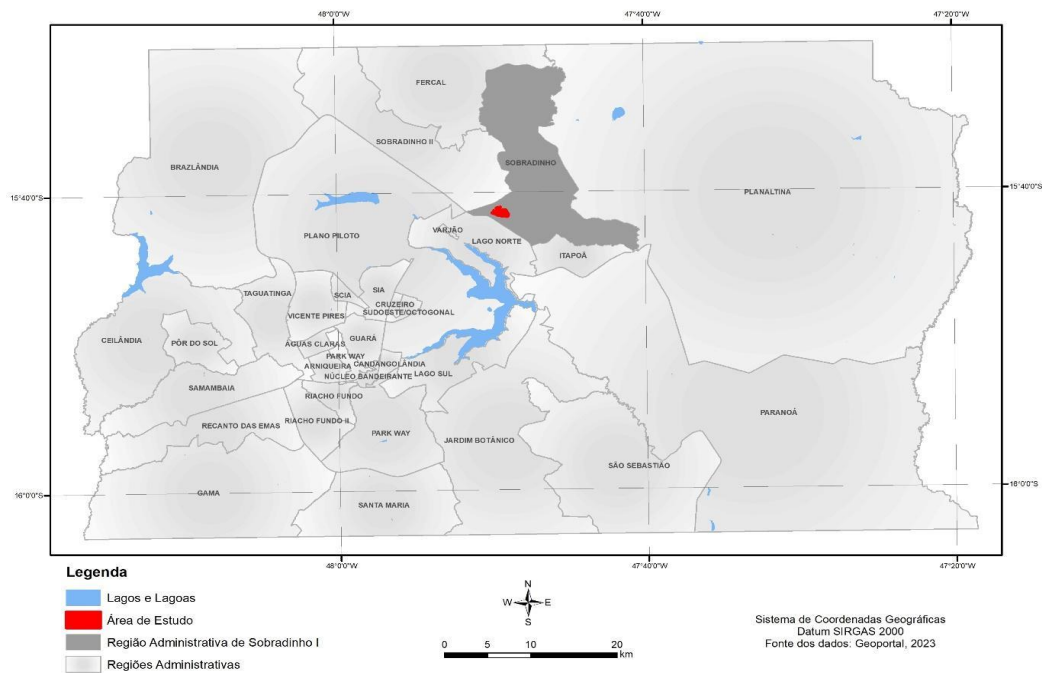 48°0'0"W
47°40'0"W
47°20'0"W
FERCAL
SOBRADINHO II
SOBRADINHO
BRAZLÂNDIA
PLANALTINA
15°40'0"S
15°40'0"S
VARJÃO
PLANO PILOTO
LAGO NORTE
ITAPOÃ
TAGUATINGA
SCIA
SIA
CRUZEIRO
SUDOESTE/OCTOGONAL
VICENTE PIRES
CEILÂNDIA
PÔR DO SOL
ÁGUAS CLARAS
GUARÁ
PARK WAY
ARNIQUEIRA
CANDANGOLÂNDIA
NÚCLEO BANDEIRANTE
LAGO SUL
SAMAMBAIA
RIACHO FUNDO
RECANTO DAS EMAS
RIACHO FUNDO II
PARK WAY
JARDIM BOTÂNICO
PARANOÁ
SÃO SEBASTIÃO
GAMA
SANTA MARIA
16°0'0"S
16°0'0"S
48°0'0"W
47°40'0"W
47°20'0"W
Legenda
Lagos e Lagoas
Área de Estudo
Região Administrativa de Sobradinho I
Regiões Administrativas
N
W E
S
0 5 10 20
km
Sistema de Coordenadas Geográficas
Datum SIRGAS 2000
Fonte dos dados: Geoportal, 2023